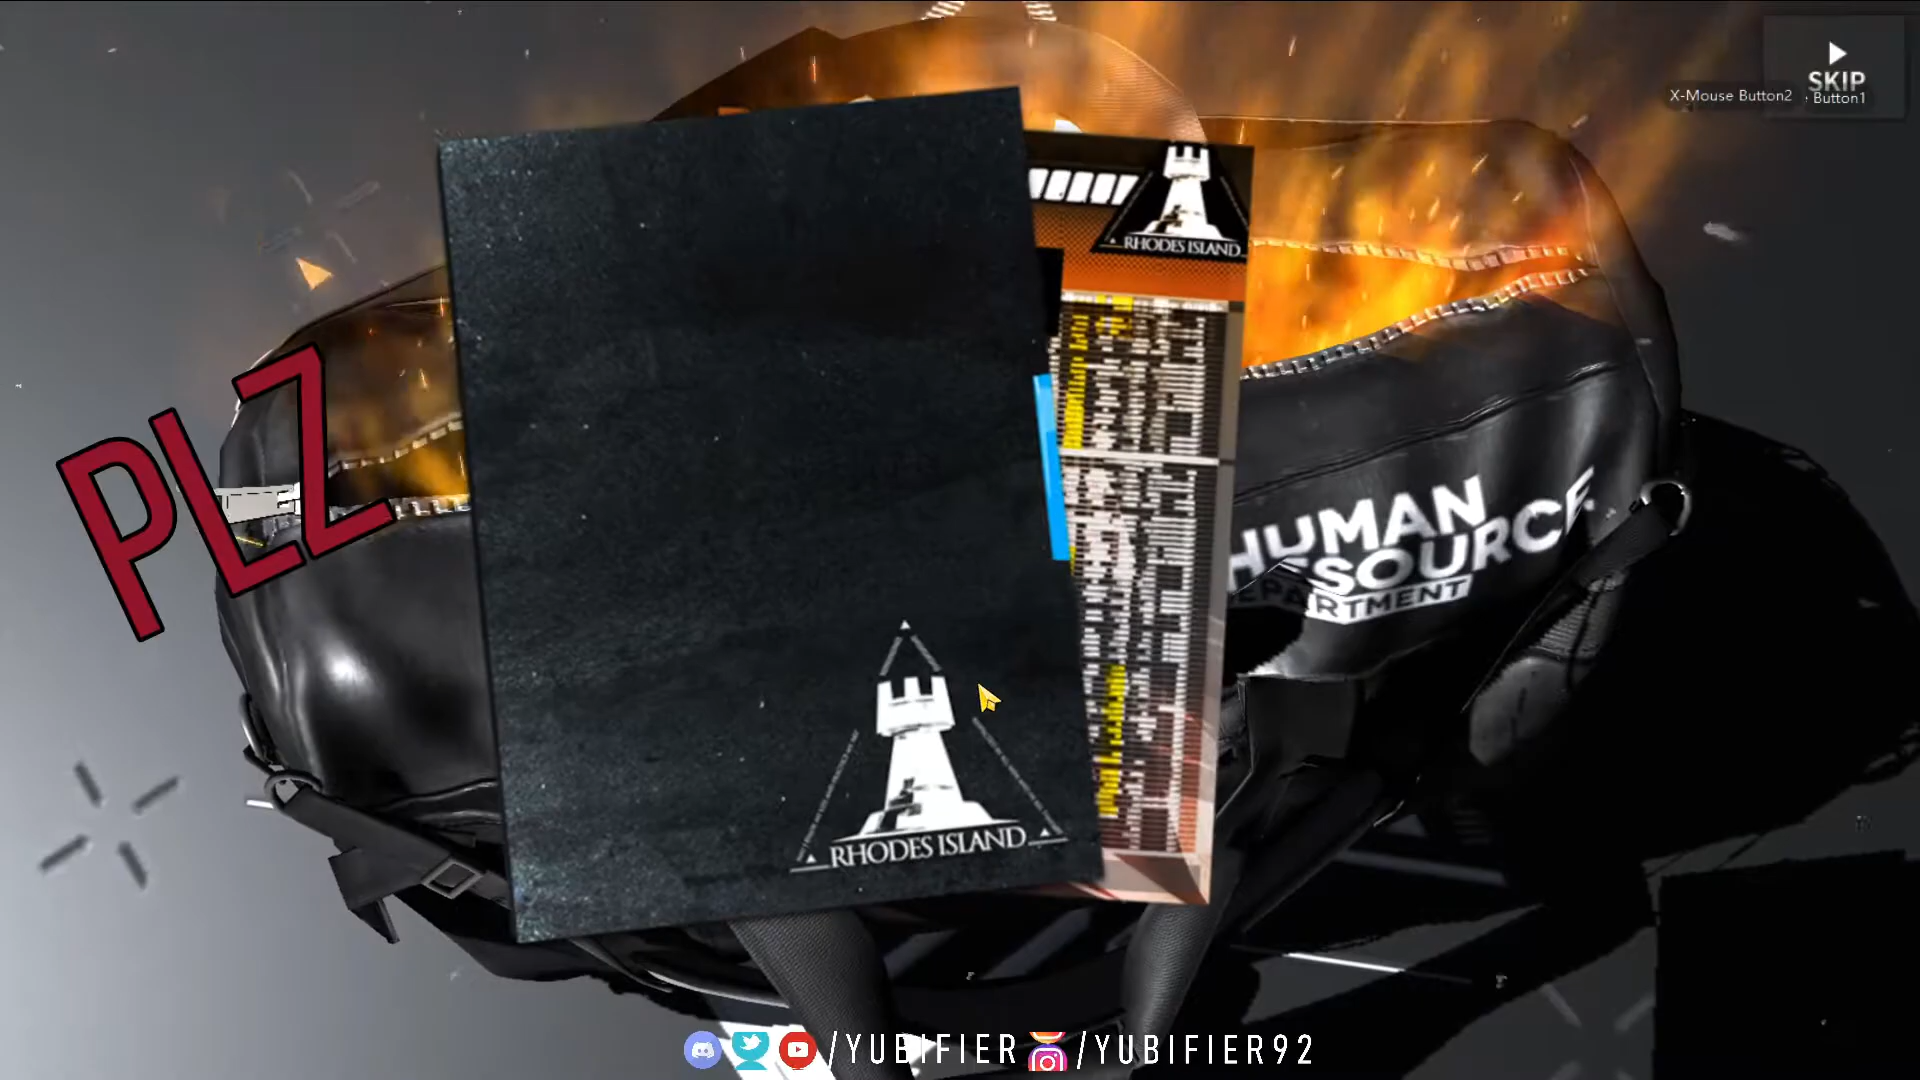 SKIP
X-Mouse Button2
Button1
RHODES ISLAND
PLZ
HUMAN
RESOURCE
DEPARTMENT
RHODES ISLAND
/YUBIFIER /YUBIFIER92